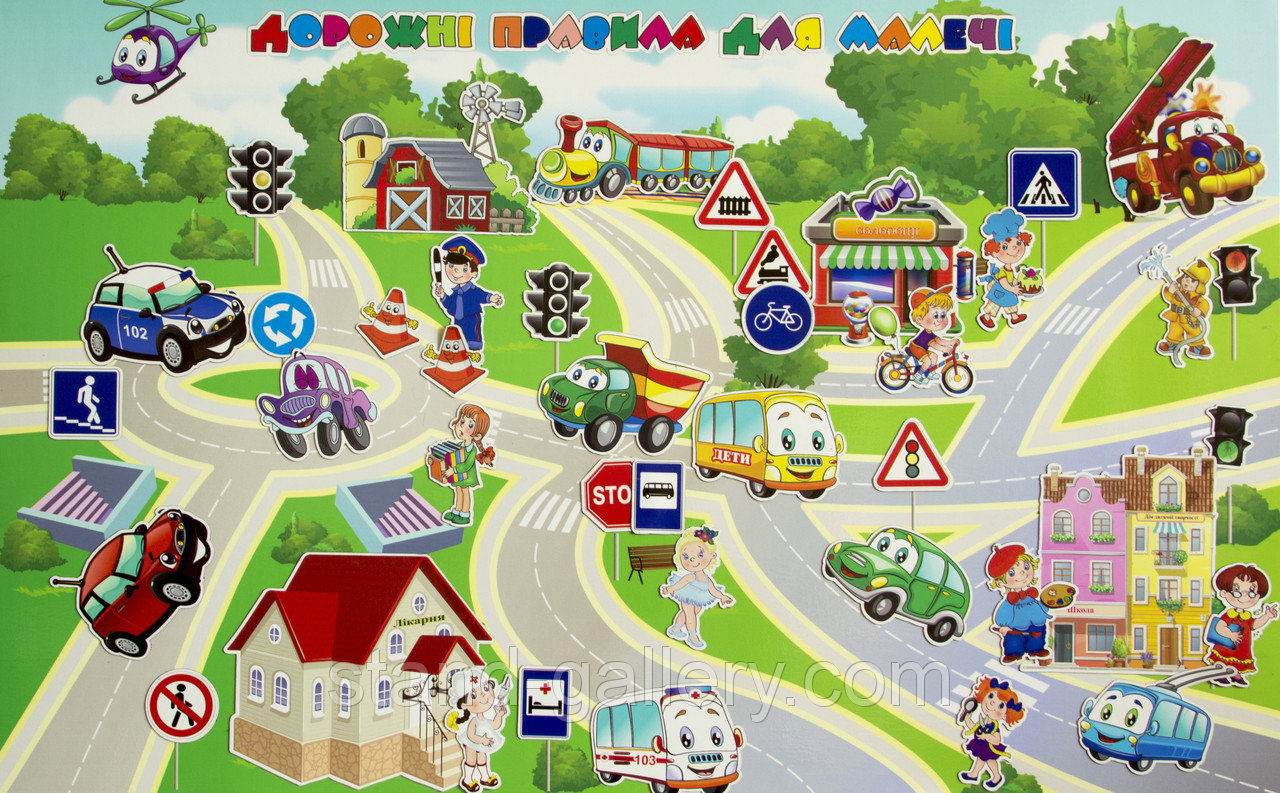 ДОРОЖНІ ПРАВИЛА ДЛЯ МАЛЕЧІ
солодощі
102
ДЕТИ
STO
Дім дитячої творчості
Школа
Лікарня
103
stand-gallery.com